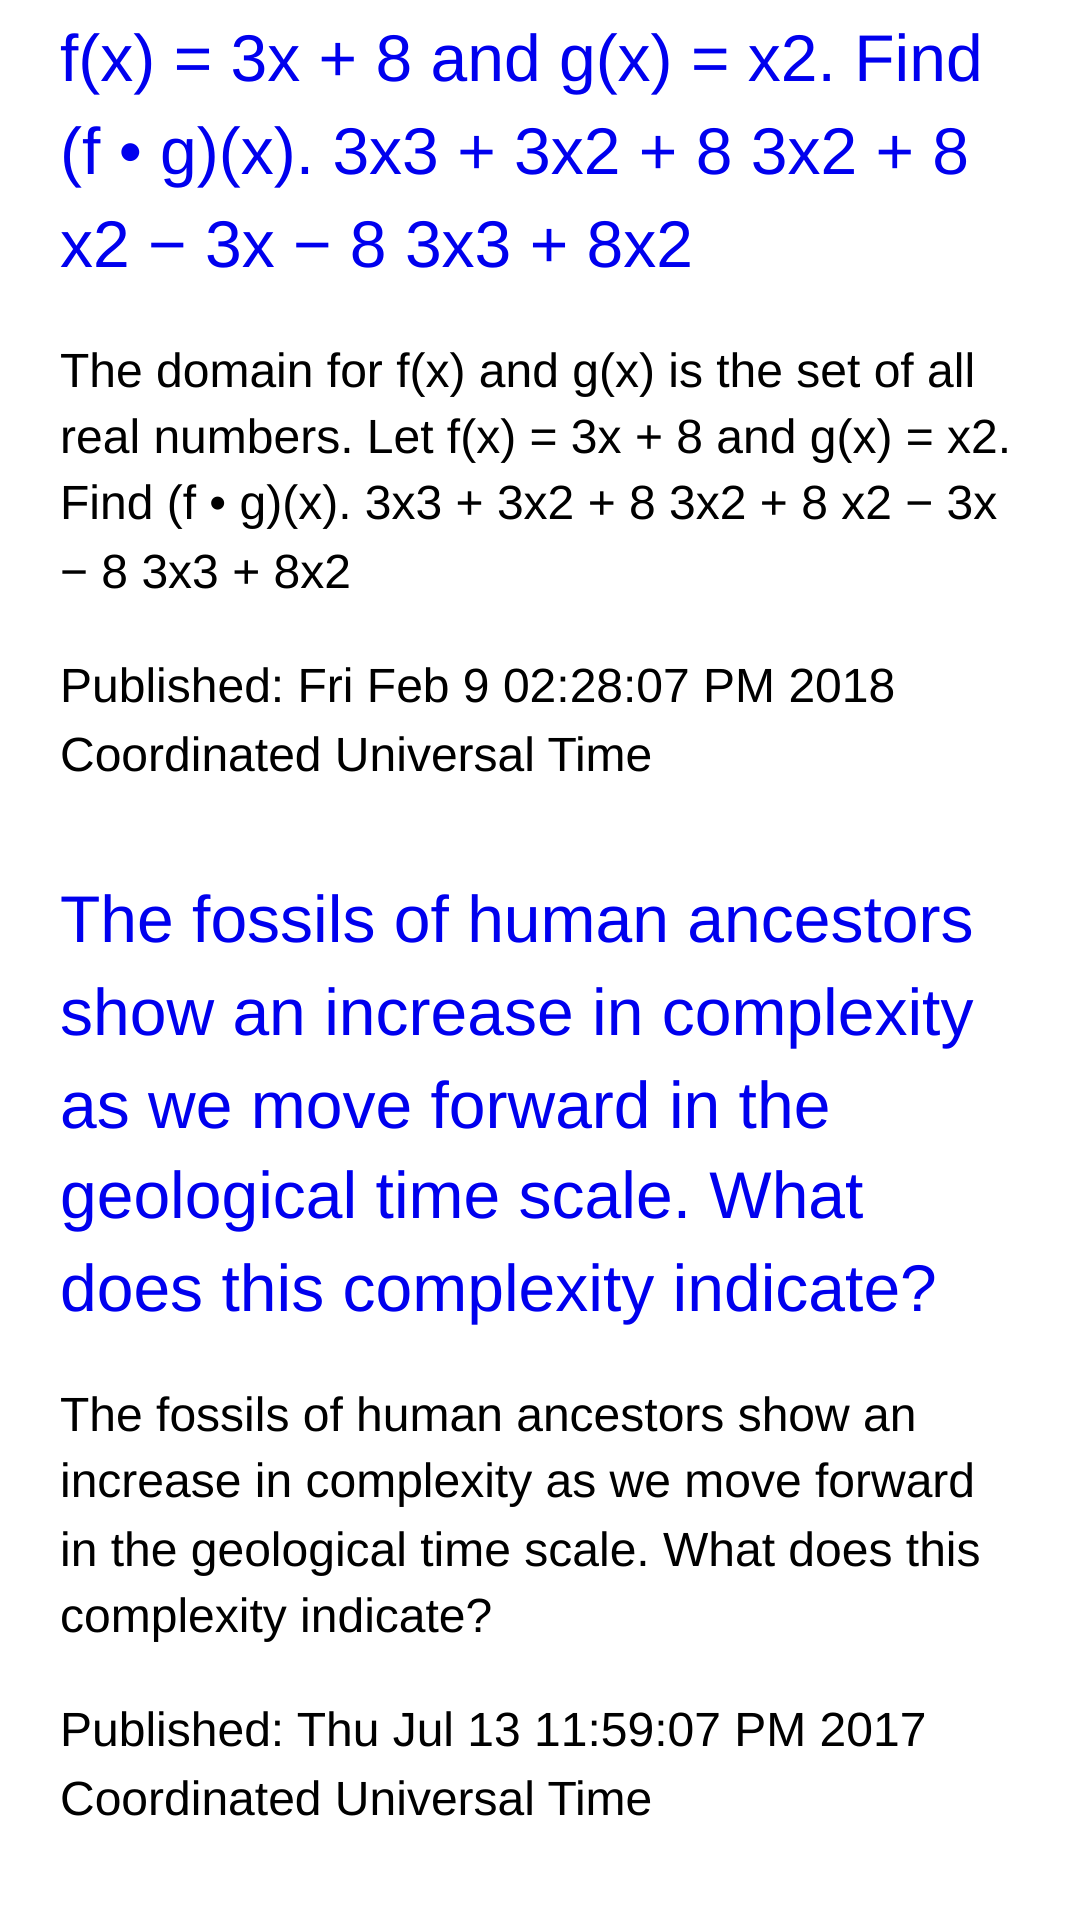 f(x) = 3x + 8 and g(x) = x2. Find
(f • g)(x). 3x3 + 3x2 + 8 3x2 + 8
x2 − 3x − 8 3x3 + 8x2
The domain for f(x) and g(x) is the set of all
real numbers. Let f(x) = 3x + 8 and g(x) = x2.
Find (f • g)(x). 3x3 + 3x2 + 8 3x2 + 8 x2 − 3x
− 8 3x3 + 8x2
Published: Fri Feb 9 02:28:07 PM 2018
Coordinated Universal Time
The fossils of human ancestors
show an increase in complexity
as we move forward in the
geological time scale. What
does this complexity indicate?
The fossils of human ancestors show an
increase in complexity as we move forward
in the geological time scale. What does this
complexity indicate?
Published: Thu Jul 13 11:59:07 PM 2017
Coordinated Universal Time